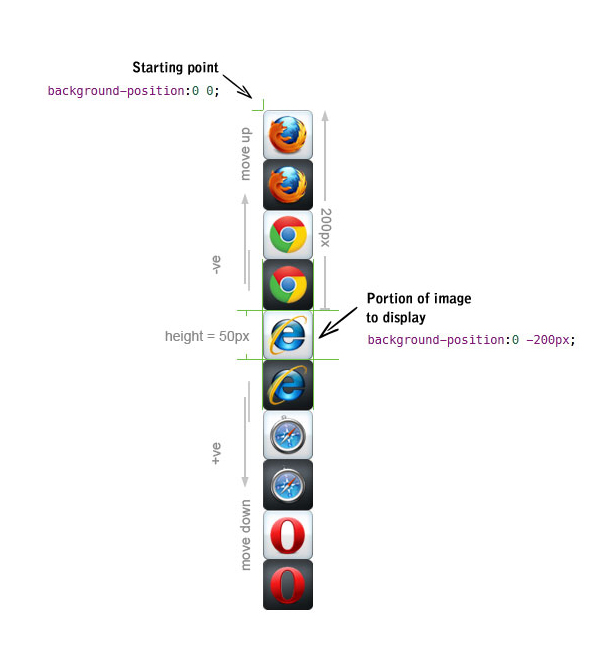 Starting point
background-position:0 0;
move up
200px
-ve
Portion of image
to display
height = 50px
background-position:0 -200px;
+ve
move down